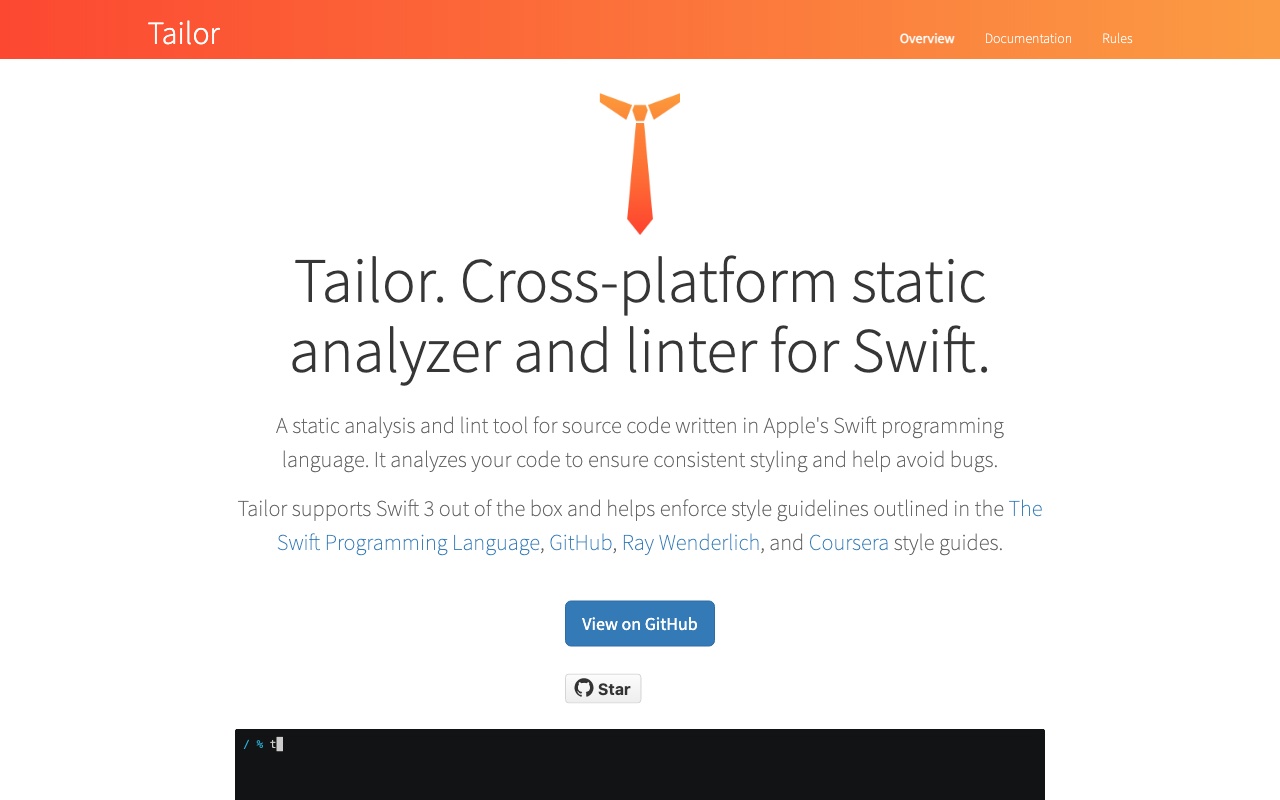 Tailor
Overview
Documentation
Rules
Tailor. Cross-platform static
analyzer and linter for Swift.
A static analysis and lint tool for source code written in Apple's Swift programming
language. It analyzes your code to ensure consistent styling and help avoid bugs.
Tailor supports Swift 3 out of the box and helps enforce style guidelines outlined in the The
Swift Programming Language, GitHub, Ray Wenderlich, and Coursera style guides.
View on GitHub
Star
/ % t